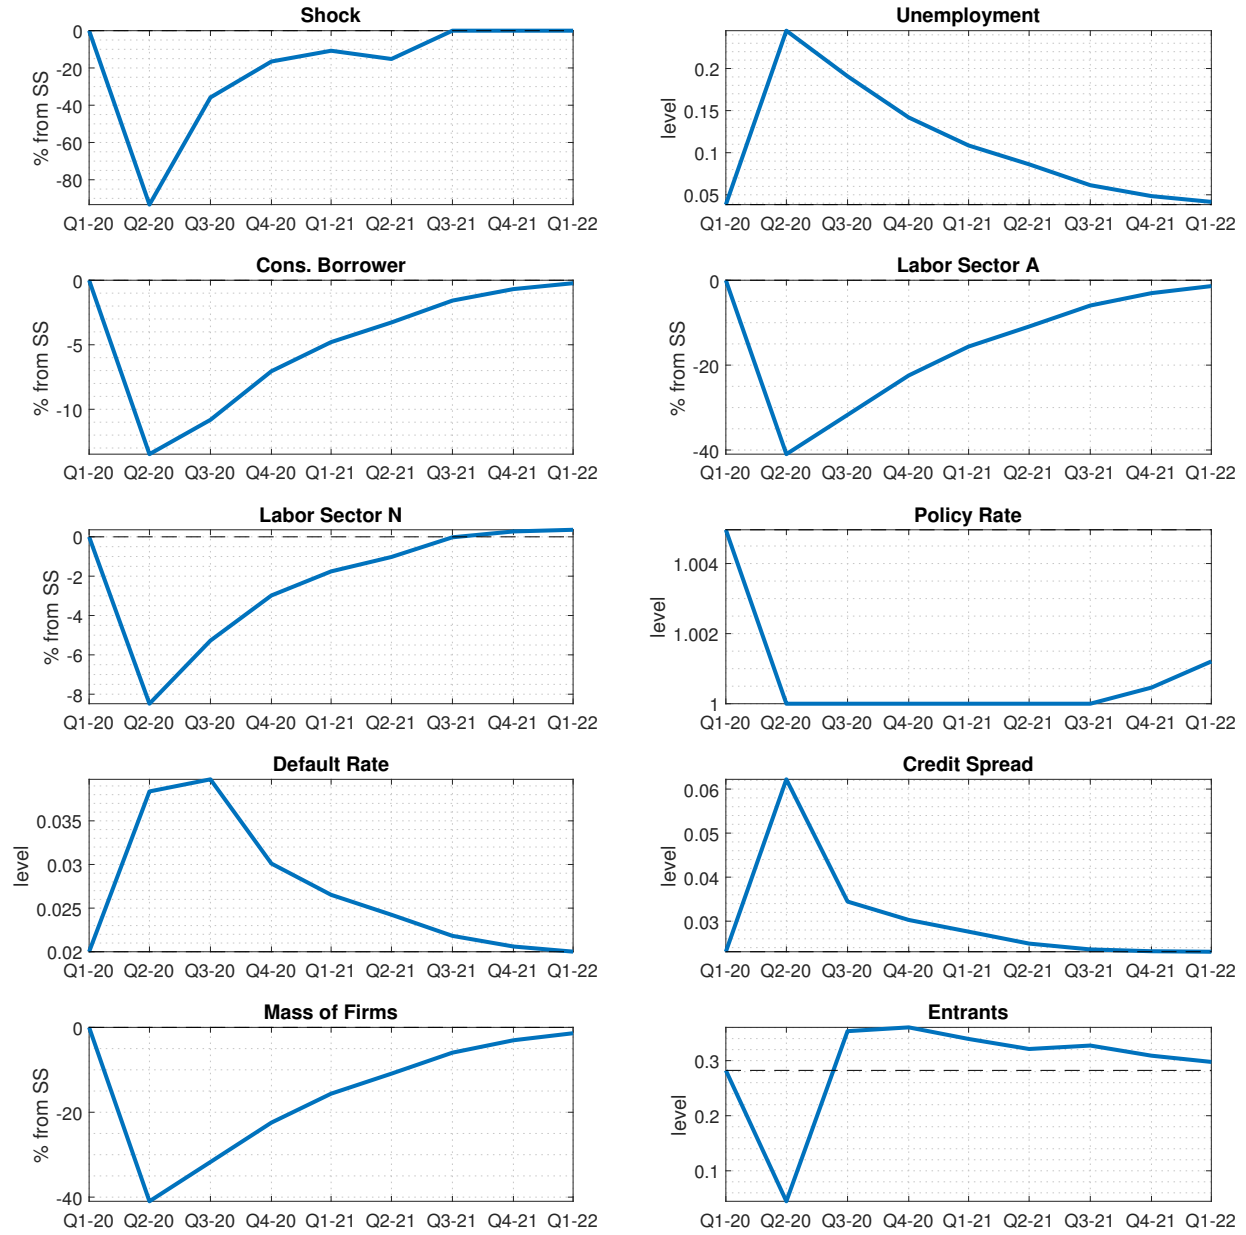 Shock
% from SS
0
-20
-40
-60
-80
Q1-20 Q2-20 Q3-20 Q4-20 Q1-21 Q2-21 Q3-21 Q4-21 Q1-22
Unemployment
level
0.2
0.15
0.1
0.05
Q1-20 Q2-20 Q3-20 Q4-20 Q1-21 Q2-21 Q3-21 Q4-21 Q1-22
Cons. Borrower
% from SS
0
-5
-10
Q1-20 Q2-20 Q3-20 Q4-20 Q1-21 Q2-21 Q3-21 Q4-21 Q1-22
Labor Sector A
% from SS
0
-20
-40
Q1-20 Q2-20 Q3-20 Q4-20 Q1-21 Q2-21 Q3-21 Q4-21 Q1-22
Labor Sector N
% from SS
0
-2
-4
-6
-8
Q1-20 Q2-20 Q3-20 Q4-20 Q1-21 Q2-21 Q3-21 Q4-21 Q1-22
Policy Rate
level
1.004
1.002
1
Q1-20 Q2-20 Q3-20 Q4-20 Q1-21 Q2-21 Q3-21 Q4-21 Q1-22
Default Rate
level
0.035
0.03
0.025
0.02
Q1-20 Q2-20 Q3-20 Q4-20 Q1-21 Q2-21 Q3-21 Q4-21 Q1-22
Credit Spread
level
0.06
0.05
0.04
0.03
Q1-20 Q2-20 Q3-20 Q4-20 Q1-21 Q2-21 Q3-21 Q4-21 Q1-22
Mass of Firms
% from SS
0
-20
-40
Q1-20 Q2-20 Q3-20 Q4-20 Q1-21 Q2-21 Q3-21 Q4-21 Q1-22
Entrants
level
0.3
0.2
0.1
Q1-20 Q2-20 Q3-20 Q4-20 Q1-21 Q2-21 Q3-21 Q4-21 Q1-22